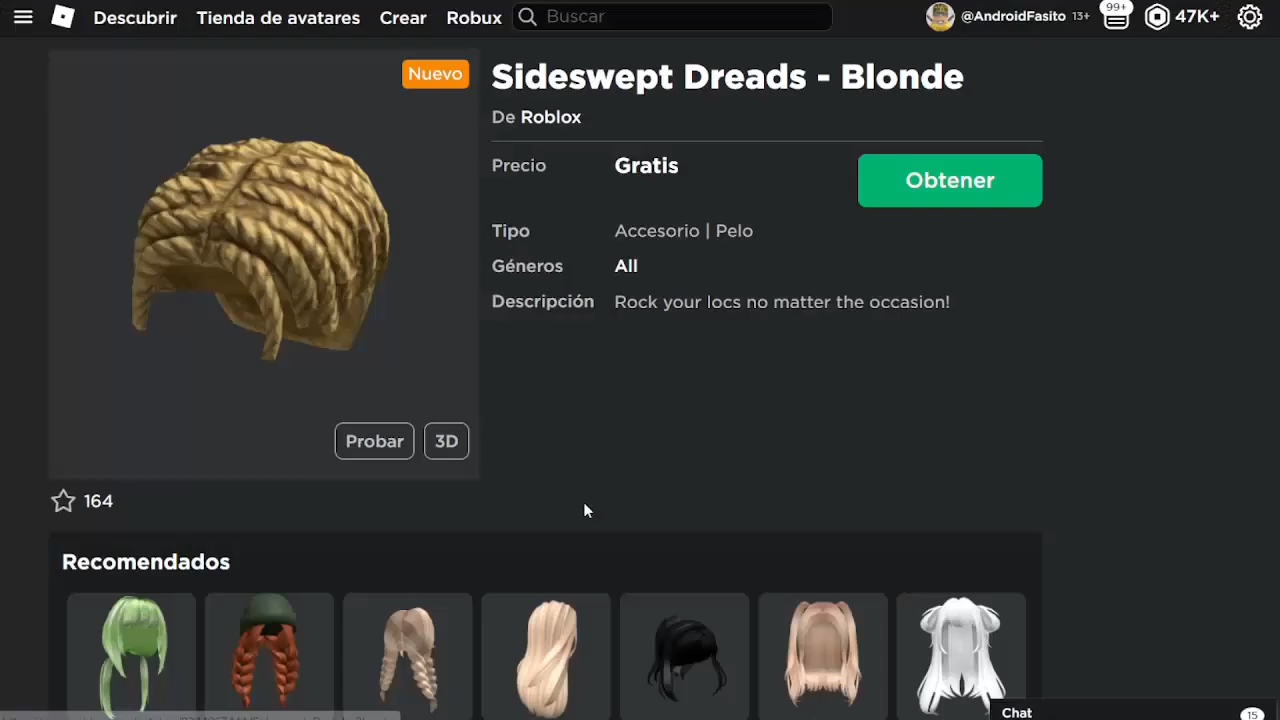 Descubrir Tienda de avatares Crear Robux Buscar @AndroidFasito 13+ 99+ 47K+
Nuevo
Sideswept Dreads - Blonde
De Roblox
Precio Gratis Obtener
Tipo Accesorio | Pelo
Géneros All
Descripción Rock your locs no matter the occasion!
Probar 3D
164
Recomendados
Chat 15